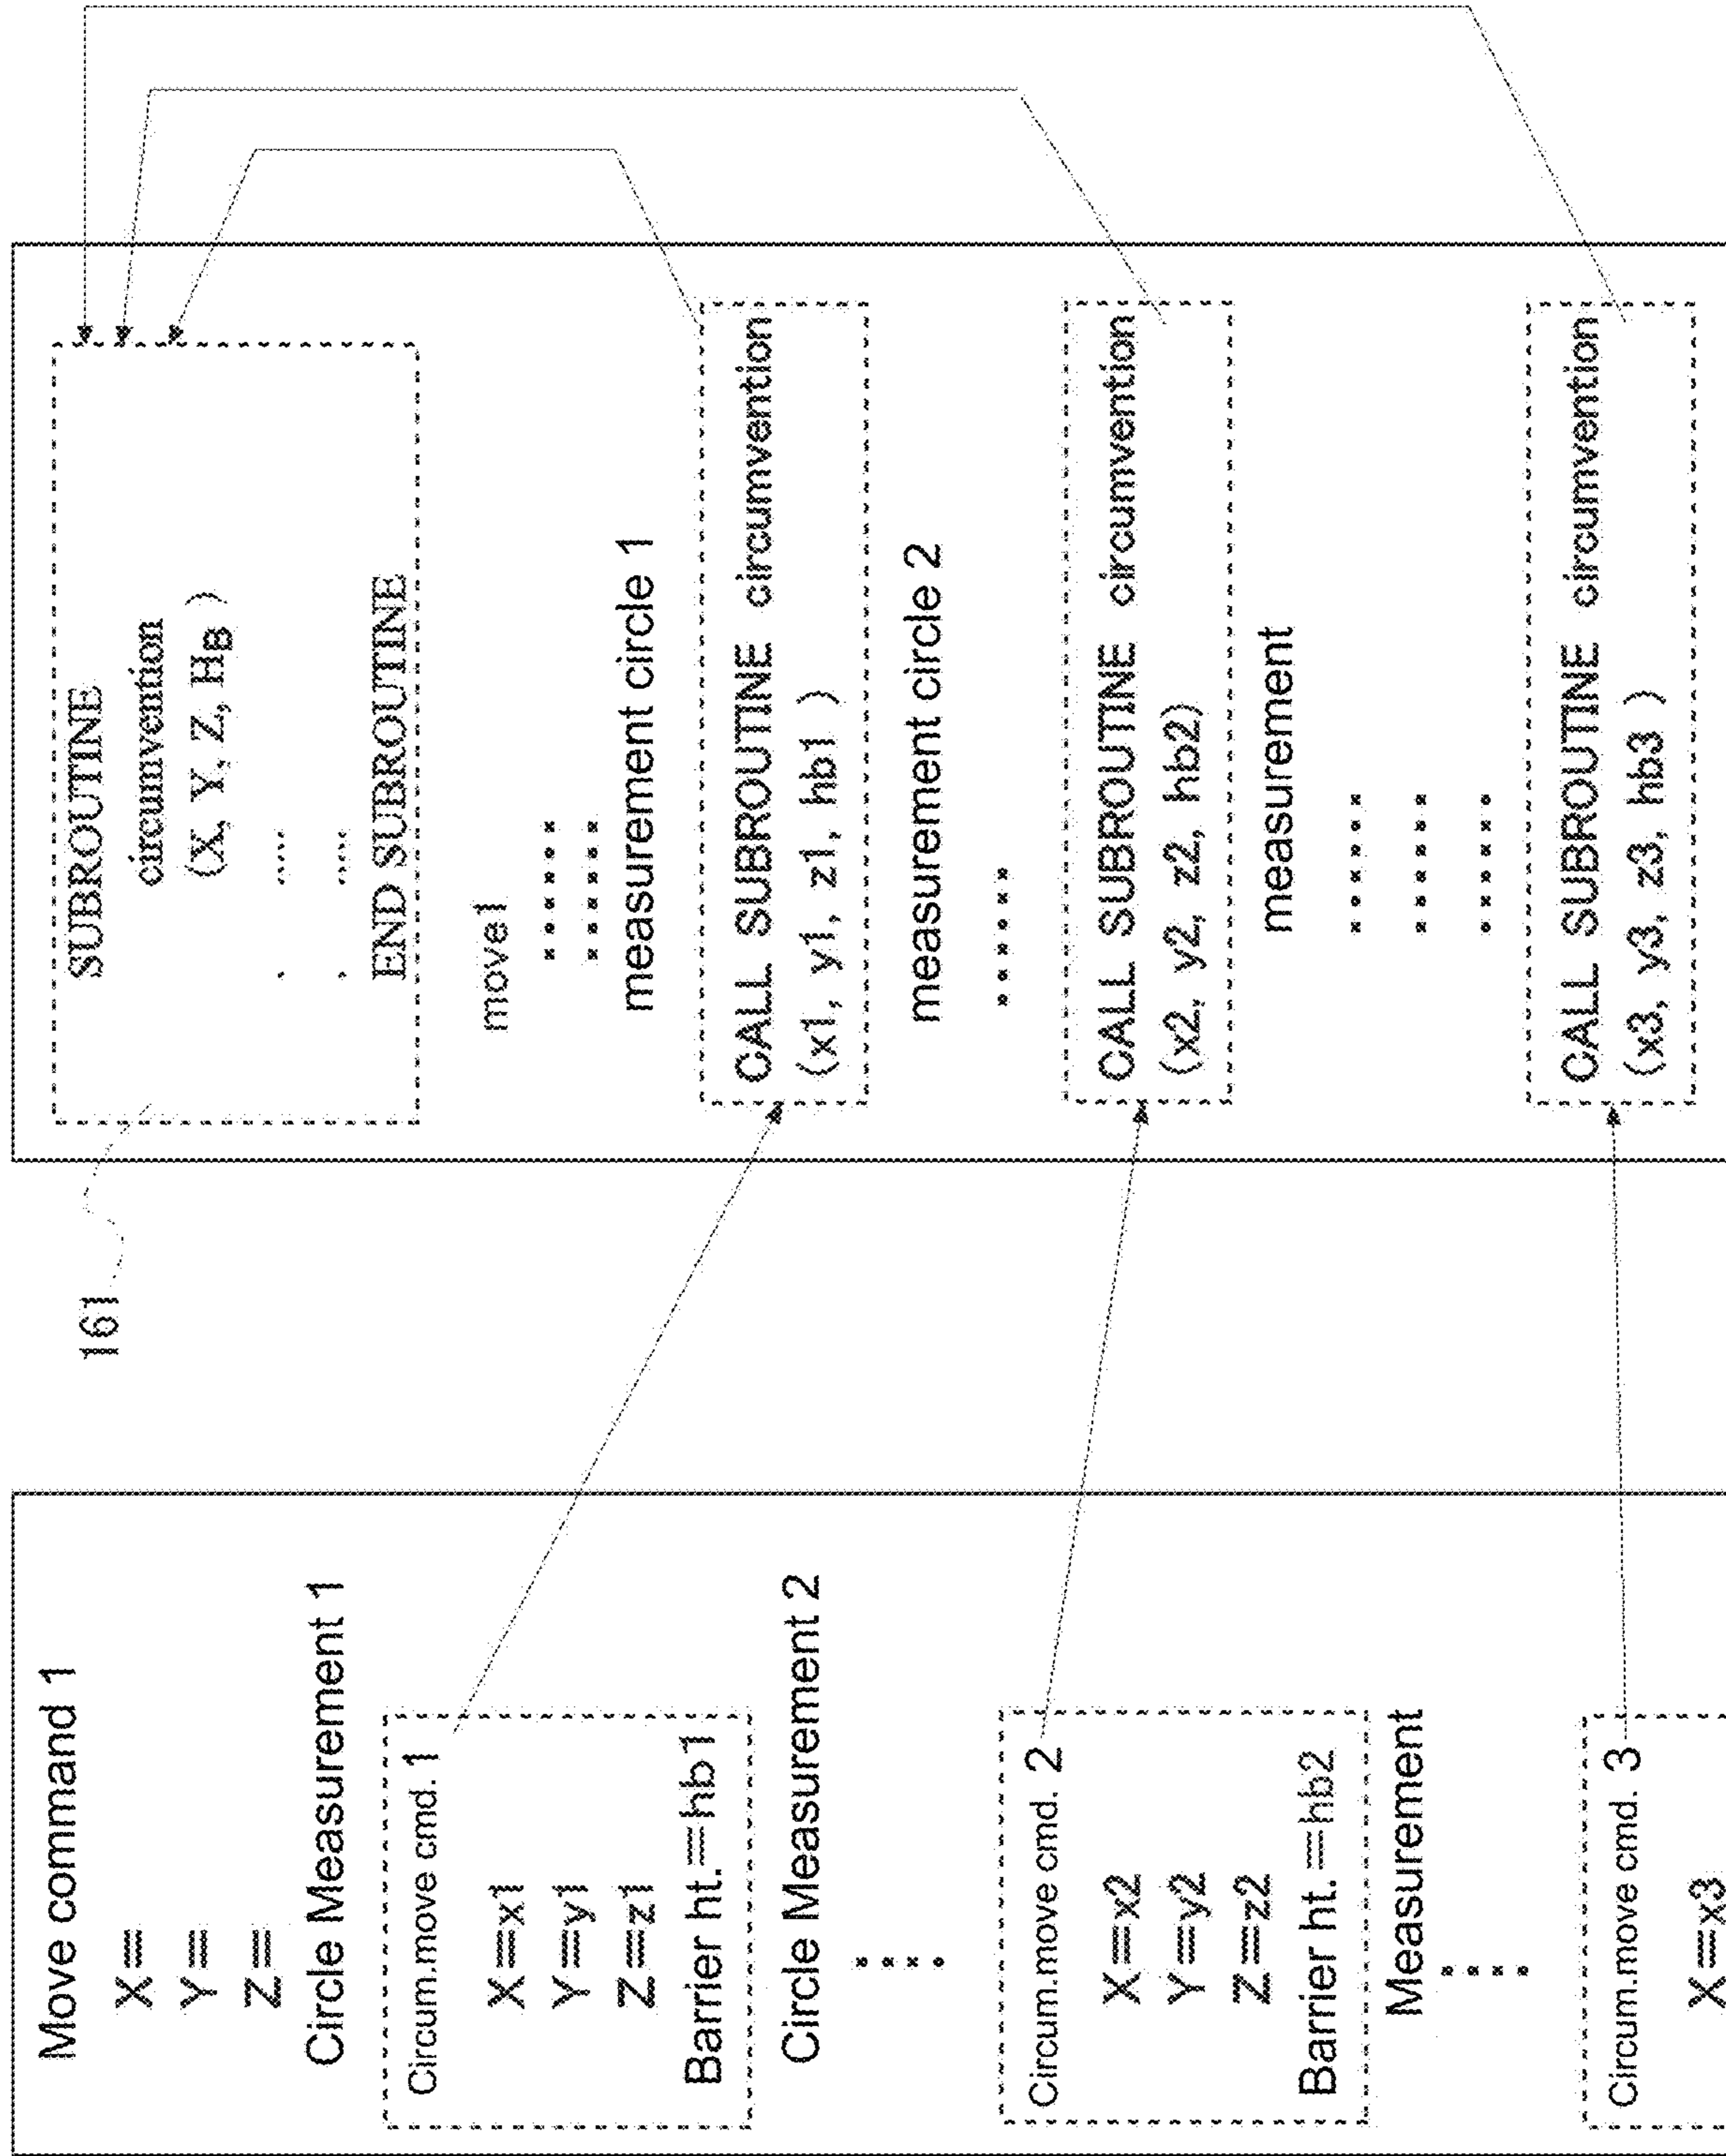 Move command 1
X=
Y=
Z=
Circle Measurement 1
Circum.move cmd. 1
X=x1
Y=y1
Z=z1
Barrier ht.=hb1
Circle Measurement 2
⋮
Circum.move cmd. 2
X=x2
Y=y2
Z=z2
Barrier ht.=hb2
Measurement
⋮
Circum.move cmd. 3
X=x3
161
SUBROUTINE
circumvention
(X, Y, Z, HB )
. ....
. ....
END SUBROUTINE
move1
......
......
measurement circle 1
CALL SUBROUTINE circumvention
(x1, y1, z1, hb1 )
measurement circle 2
......
CALL SUBROUTINE circumvention
(x2, y2, z2, hb2)
measurement
......
......
......
CALL SUBROUTINE circumvention
(x3, y3, z3, hb3 )